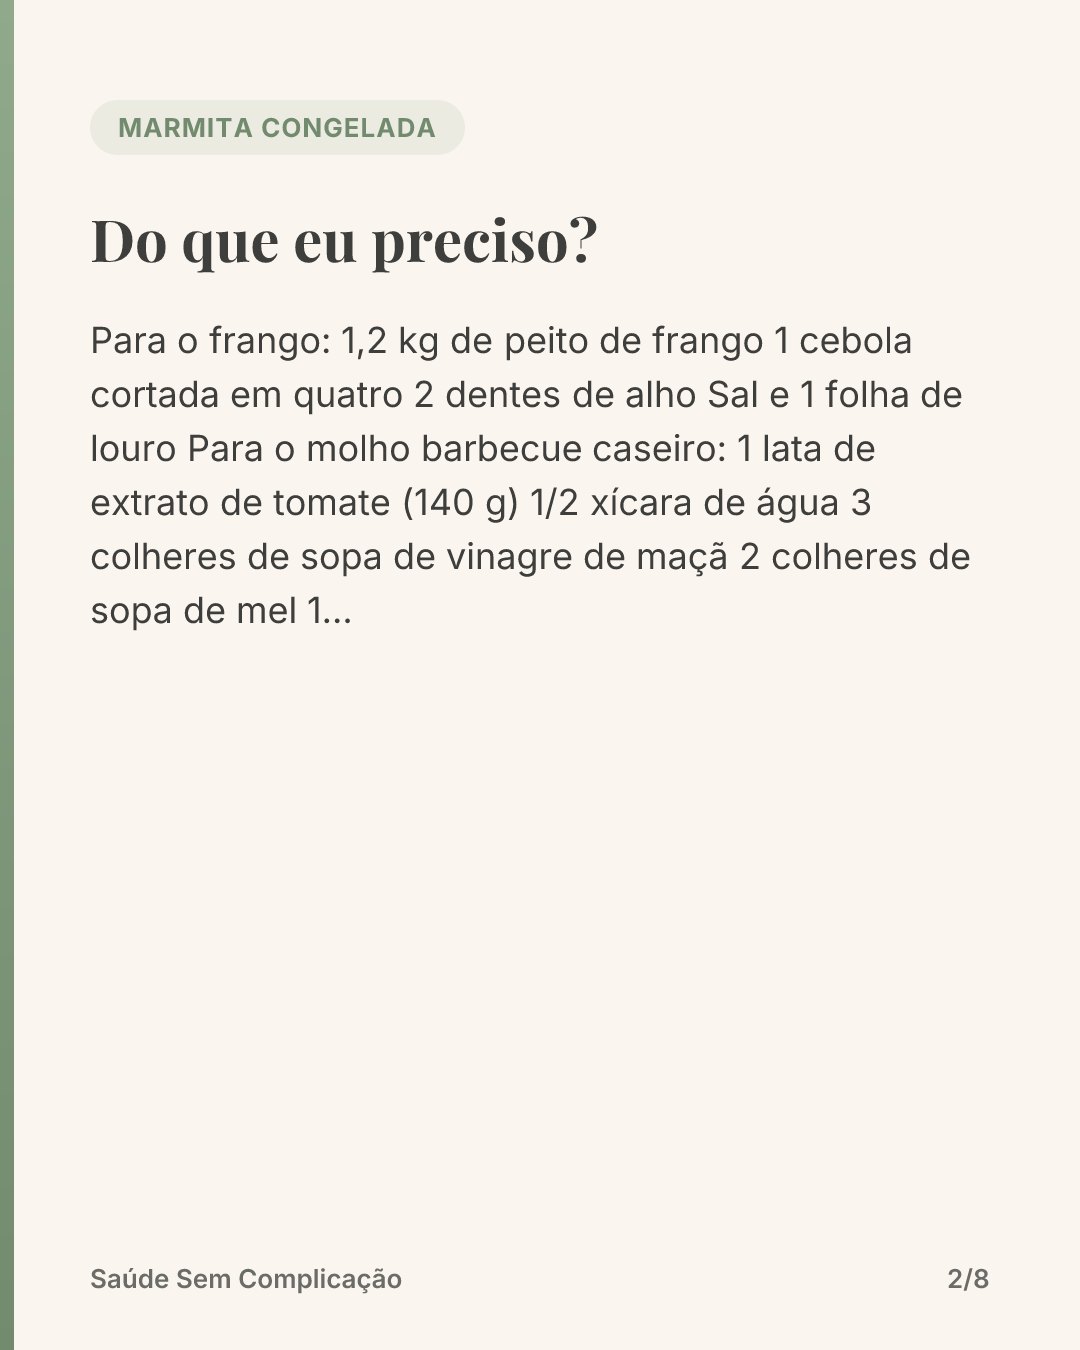 MARMITA CONGELADA
Do que eu preciso?
Para o frango: 1,2 kg de peito de frango 1 cebola
cortada em quatro 2 dentes de alho Sal e 1 folha de
louro Para o molho barbecue caseiro: 1 lata de
extrato de tomate (140 g) 1/2 xícara de água 3
colheres de sopa de vinagre de maçã 2 colheres de
sopa de mel 1...
Saúde Sem Complicação
2/8